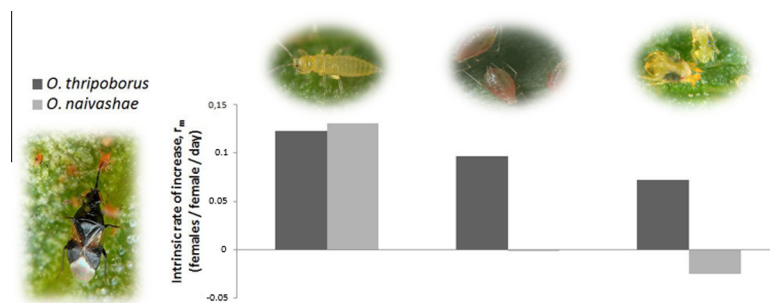 O. thripoborus
O. naivashae
Intrinsic rate of increase, rm
(females / female / day)
0,15
0.1
0.05
0
-0.05